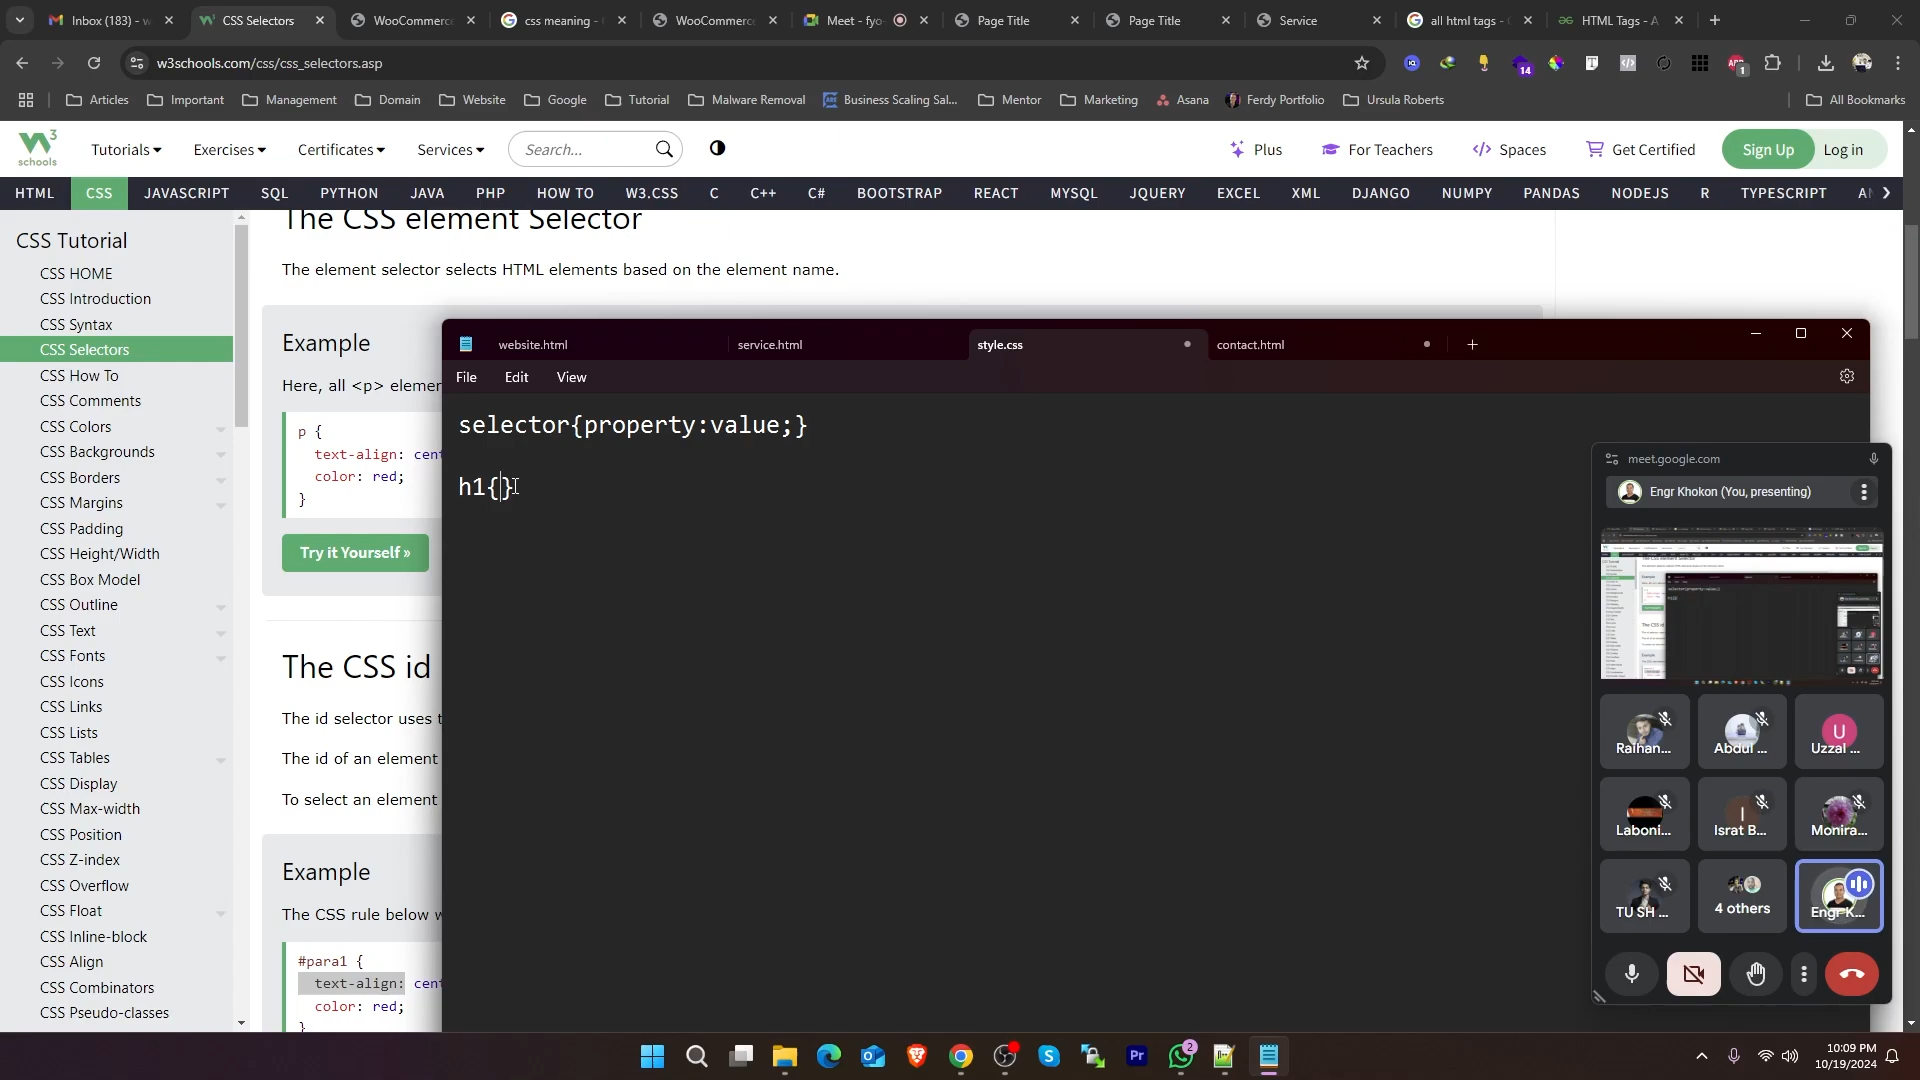 Inbox (183) - w
CSS Selectors
WooCommerc
css meaning -
WooCommerc
Meet - fyo
Page Title
Page Title
Service
all html tags -
HTML Tags - A
w3schools.com/css/css_selectors.asp
14
1
Articles
Important
Management
Domain
Website
Google
Tutorial
Malware Removal
Business Scaling Sal...
Mentor
Marketing
Asana
Ferdy Portfolio
Ursula Roberts
All Bookmarks
W3 schools
Tutorials
Exercises
Certificates
Services
Search...
Plus
For Teachers
Spaces
Get Certified
Sign Up
Log in
HTML
CSS
JAVASCRIPT
SQL
PYTHON
JAVA
PHP
HOW TO
W3.CSS
C
C++
C#
BOOTSTRAP
REACT
MYSQL
JQUERY
EXCEL
XML
DJANGO
NUMPY
PANDAS
NODEJS
R
TYPESCRIPT
CSS Tutorial
CSS HOME
CSS Introduction
CSS Syntax
CSS Selectors
CSS How To
CSS Comments
CSS Colors
CSS Backgrounds
CSS Borders
CSS Margins
CSS Padding
CSS Height/Width
CSS Box Model
CSS Outline
CSS Text
CSS Fonts
CSS Icons
CSS Links
CSS Lists
CSS Tables
CSS Display
CSS Max-width
CSS Position
CSS Z-index
CSS Overflow
CSS Float
CSS Inline-block
CSS Align
CSS Combinators
CSS Pseudo-classes
The CSS element Selector
The element selector selects HTML elements based on the element name.
Example
Here, all <p> elemer
p {
text-align: cent
color: red;
}
Try it Yourself »
The CSS id
The id selector uses t
The id of an element
To select an element
Example
The CSS rule below w
#para1 {
text-align: cent
color: red;
}
website.html
service.html
style.css
contact.html
File
Edit
View
selector{property:value;}
h1{}
meet.google.com
Engr Khokon (You, presenting)
Raihan...
Abdul ...
U
Uzzal ...
Laboni...
I
Israt B...
Monira...
TU SH ...
4 others
Engr K...
Pr
2
10:09 PM
10/19/2024